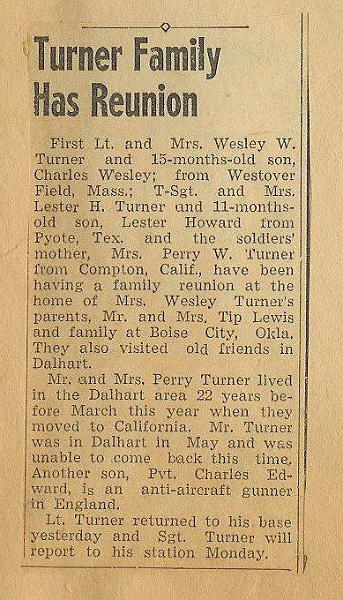 Turner Family
Has Reunion
First Lt. and Mrs. Wesley W.
Turner and 15-months-old son,
Charles Wesley; from Westover
Field, Mass.; T-Sgt. and Mrs.
Lester H. Turner and 11-months-
old son, Lester Howard from
Pyote, Tex. and the soldiers'
mother, Mrs. Perry W. Turner
from Compton, Calif., have been
having a family reunion at the
home of Mrs. Wesley Turner's
parents, Mr. and Mrs. Tip Lewis
and family at Boise City, Okla.
They also visited old friends in
Dalhart.
Mr. and Mrs. Perry Turner lived
in the Dalhart area 22 years be-
fore March this year when they
moved to California. Mr. Turner
was in Dalhart in May and was
unable to come back this time.
Another son, Pvt. Charles Ed-
ward, is an anti-aircraft gunner
in England.
Lt. Turner returned to his base
yesterday and Sgt. Turner will
report to his station Monday.